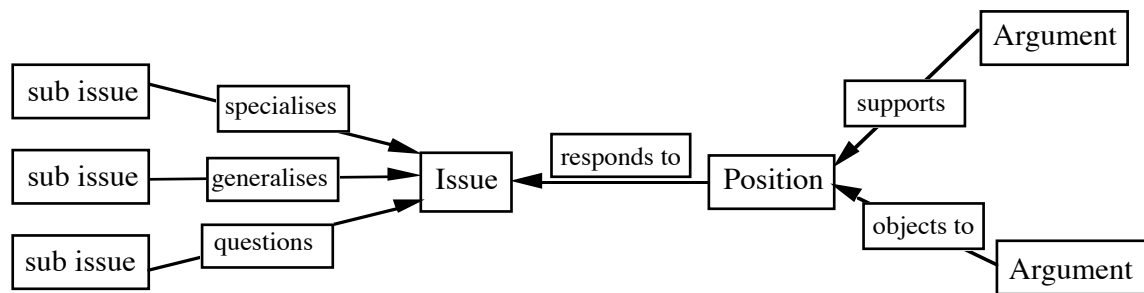 Argument
sub issue
specialises
supports
responds to
sub issue
generalises
Issue
Position
questions
objects to
sub issue
Argument